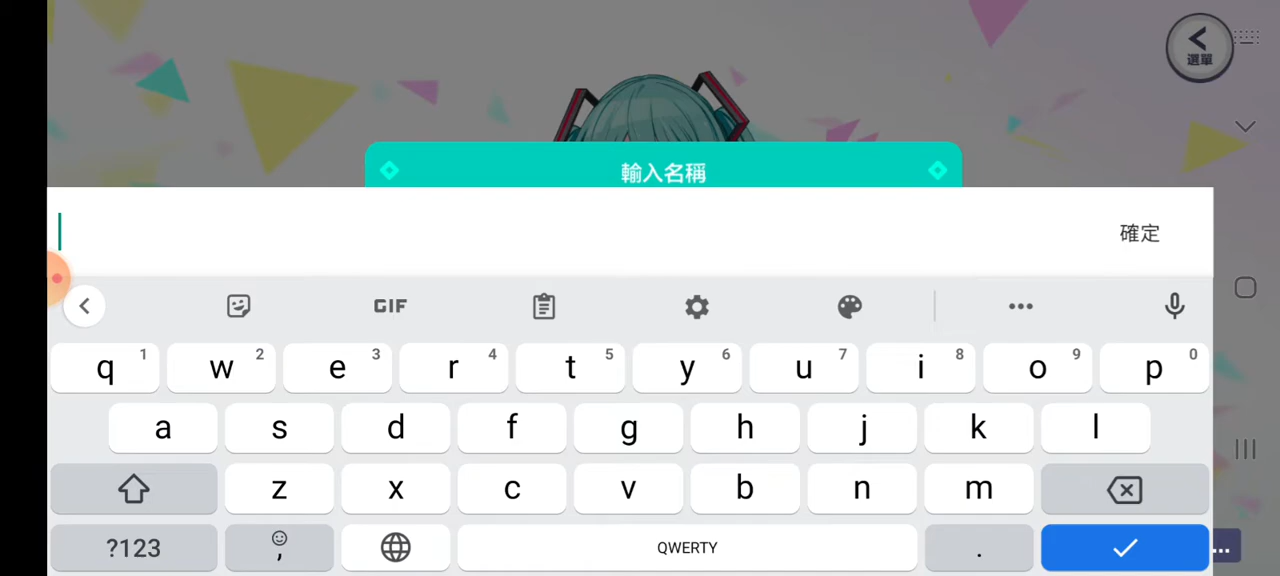 選單
輸入名稱
確定
GIF
q 1 w 2 e 3 r 4 t 5 y 6 u 7 i 8 o 9 p 0
a s d f g h j k l
z x c v b n m
?123 , QWERTY .